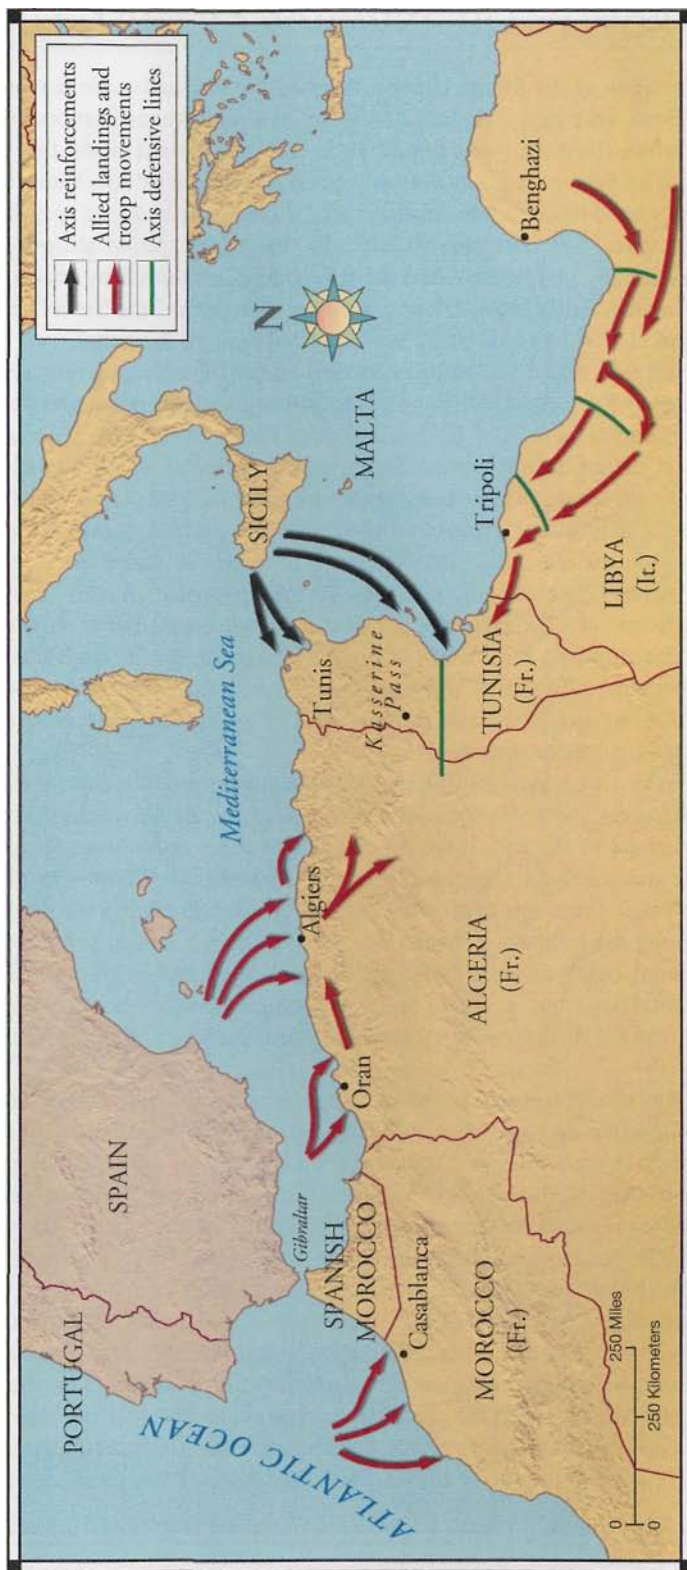 Axis reinforcements
Allied landings and
troop movements
Axis defensive lines
N
PORTUGAL
SPAIN
ATLANTIC OCEAN
Gibraltar
Mediterranean Sea
SICILY
MALTA
SPANISH
MOROCCO
Casablanca
MOROCCO
(Fr.)
Oran
Algiers
ALGERIA
(Fr.)
Tunis
Kasserine
Pass
TUNISIA
(Fr.)
Tripoli
LIBYA
(It.)
Benghazi
0 250 Miles
0 250 Kilometers